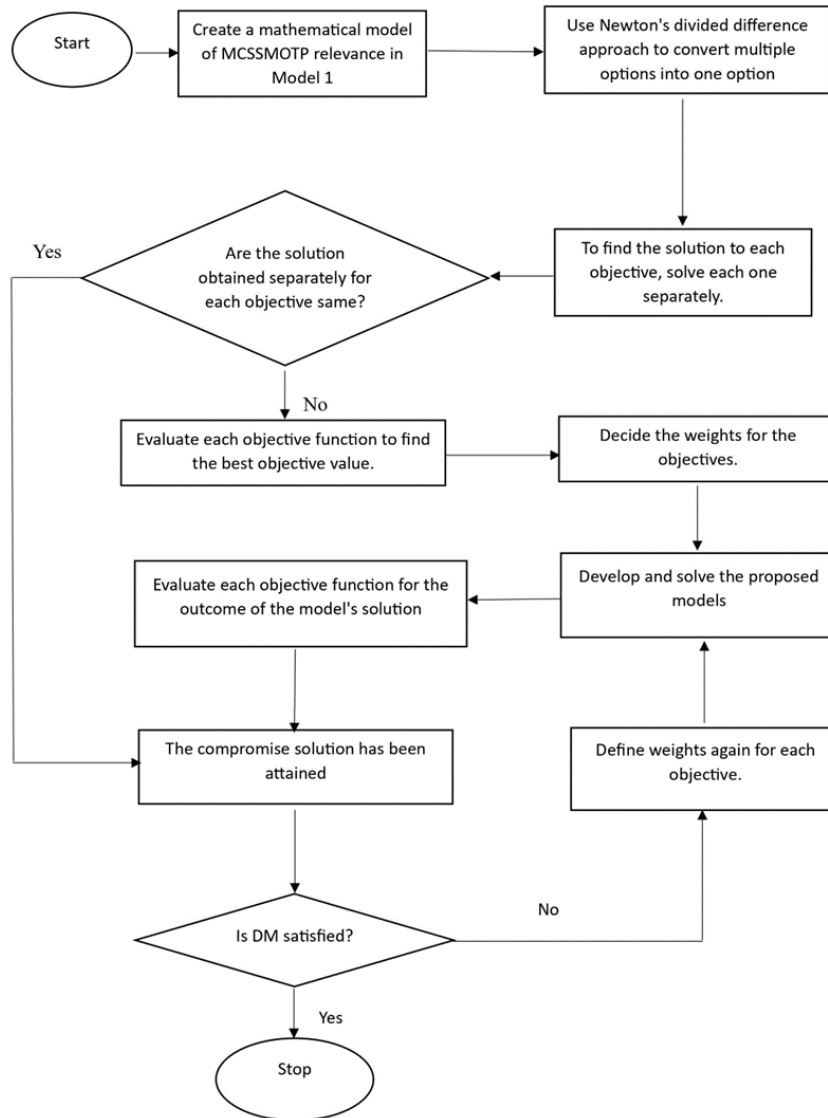 Start
Create a mathematical model
of MCSSMOTP relevance in
Model 1
Use Newton's divided difference
approach to convert multiple
options into one option
To find the solution to each
objective, solve each one
separately.
Are the solution
obtained separately for
each objective same?
Yes
No
Evaluate each objective function to find
the best objective value.
Decide the weights for the
objectives.
Develop and solve the proposed
models
Evaluate each objective function for the
outcome of the model's solution
The compromise solution has been
attained
Define weights again for each
objective.
Is DM satisfied?
No
Yes
Stop